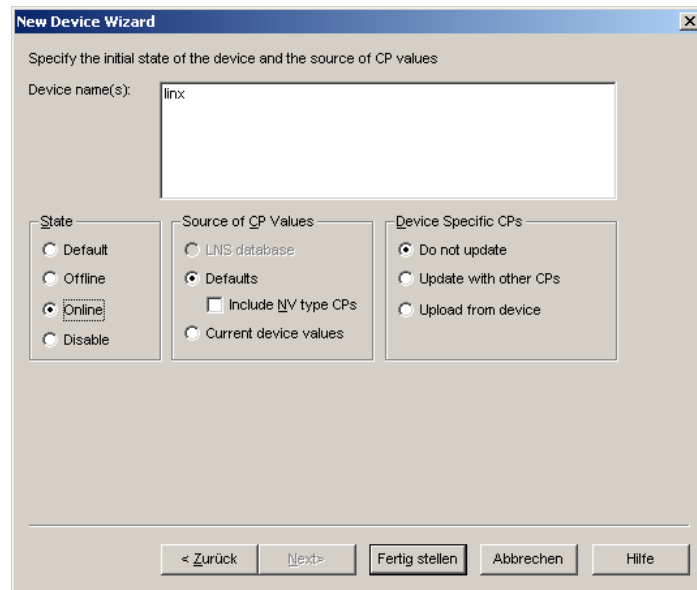 New Device Wizard
Specify the initial state of the device and the source of CP values
Device name(s):
linx
State
Default
Offline
Online
Disable
Source of CP Values
LNS database
Defaults
Include NV type CPs
Current device values
Device Specific CPs
Do not update
Update with other CPs
Upload from device
< Zurück
Next>
Fertig stellen
Abbrechen
Hilfe